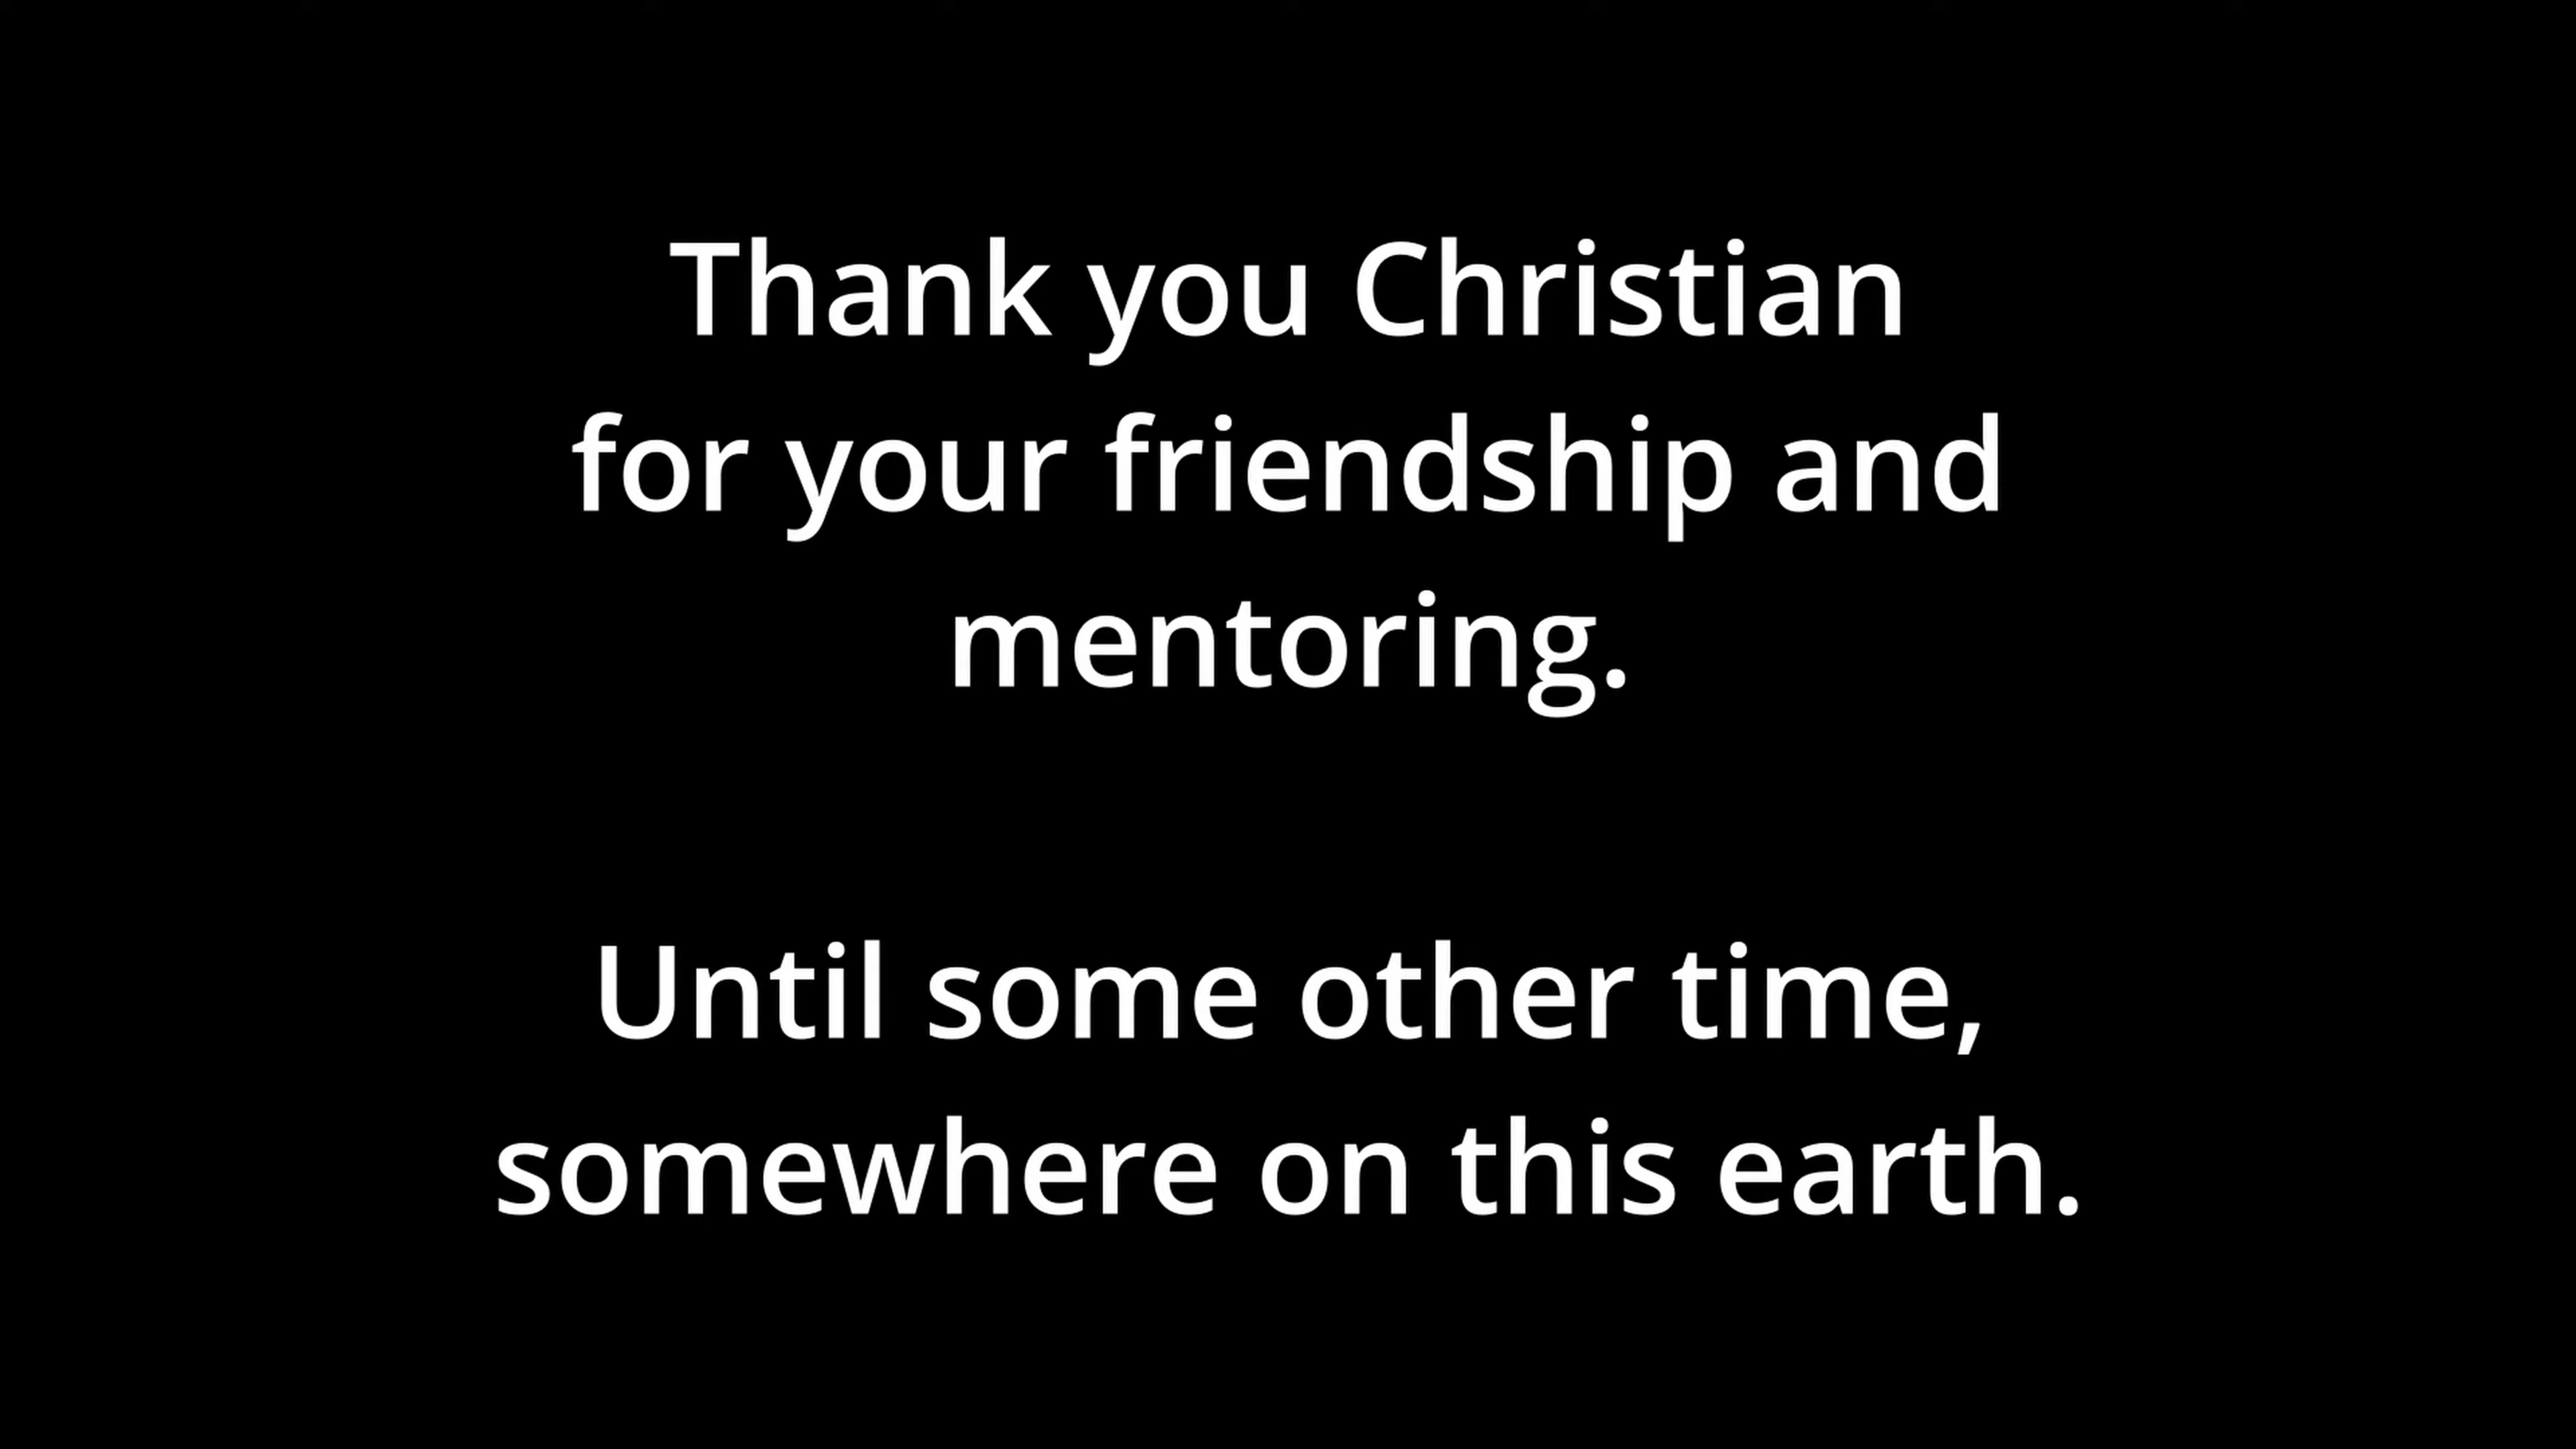 Thank you Christian
for your friendship and
mentoring.
Until some other time,
somewhere on this earth.